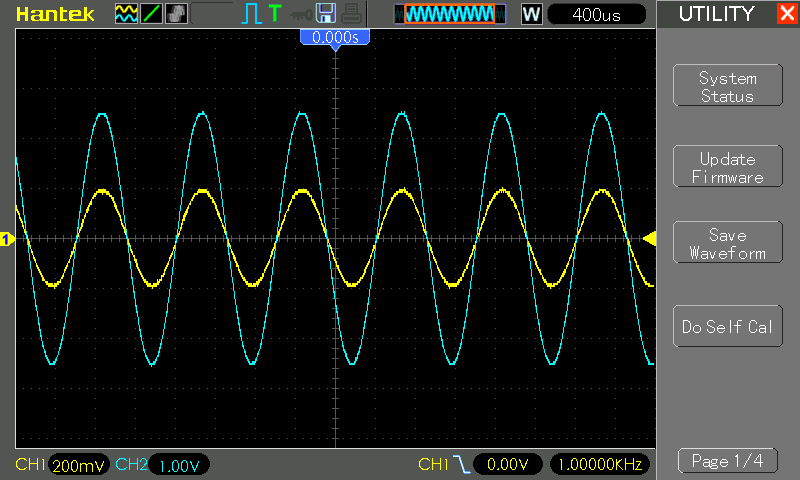 Hantek
T
W
400us
UTILITY
X
0.000s
System
Status
Update
Firmware
Save
Waveform
Do Self Cal
1
CH1 200mV CH2 1.00V CH1 0.00V 1.00000KHz
Page 1/4